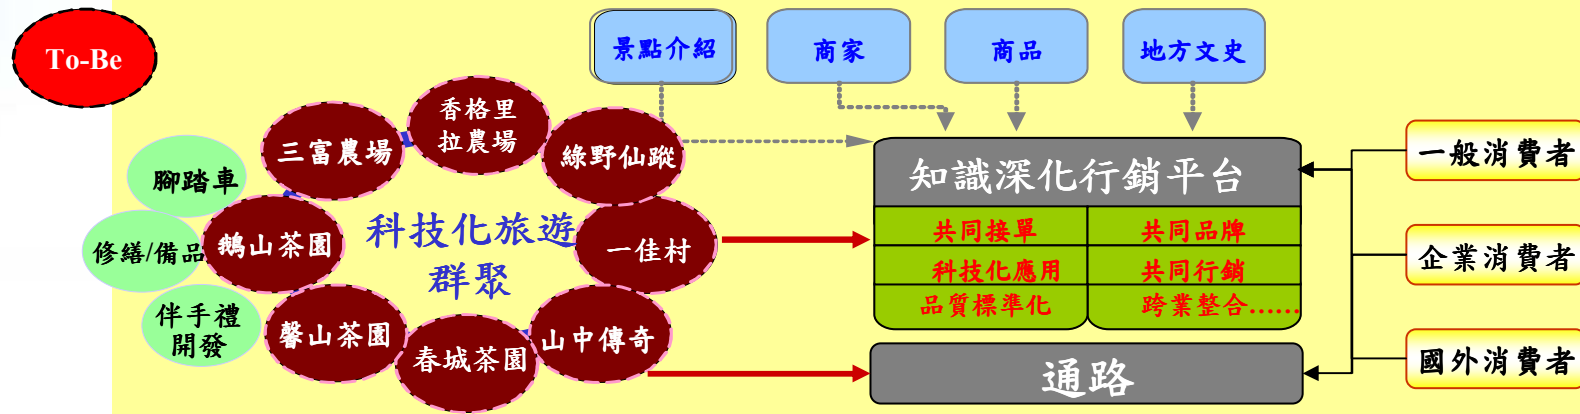 To-Be
景點介紹
商家
商品
地方文史
香格里
拉農場
三富農場
綠野仙蹤
腳踏車
鵝山茶園
修繕/備品
科技化旅遊
群聚
一佳村
伴手禮
開發
馨山茶園
春城茶園
山中傳奇
知識深化行銷平台
共同接單
共同品牌
科技化應用
共同行銷
品質標準化
跨業整合......
通路
一般消費者
企業消費者
國外消費者